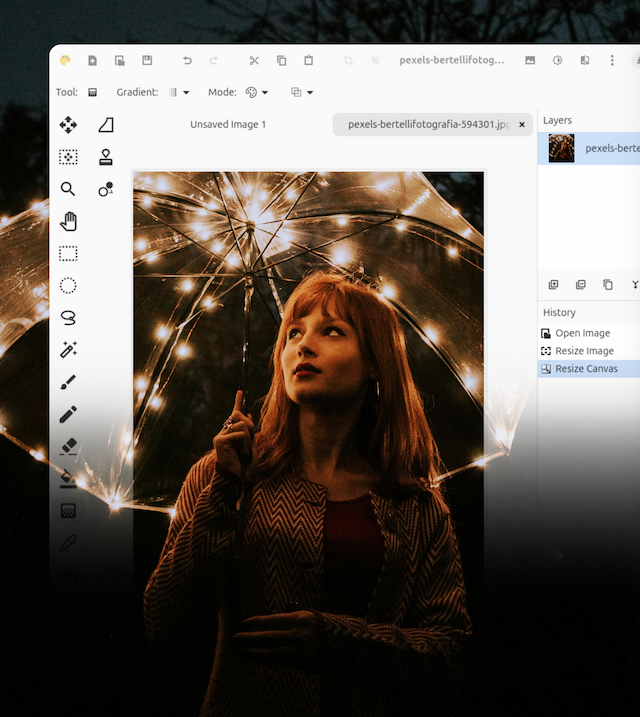 pexels-bertellifotog...
Tool: Gradient: Mode:
Unsaved Image 1
pexels-bertellifotografia-594301.jpg
Layers
pexels-berte
History
Open Image
Resize Image
Resize Canvas